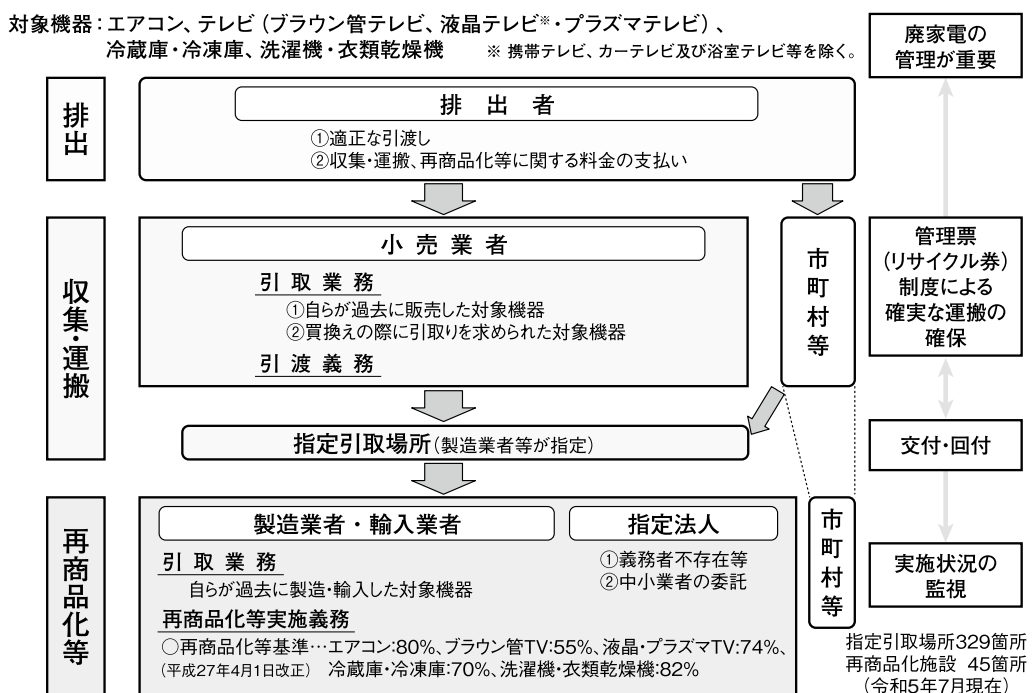 対象機器：エアコン、テレビ（ブラウン管テレビ、液晶テレビ※・プラズマテレビ）、
冷蔵庫・冷凍庫、洗濯機・衣類乾燥機　※ 携帯テレビ、カーテレビ及び浴室テレビ等を除く。
排出
排出者
①適正な引渡し
②収集・運搬、再商品化等に関する料金の支払い
収集・運搬
小売業者
引取業務
①自らが過去に販売した対象機器
②買換えの際に引取りを求められた対象機器
引渡義務
市町村等
指定引取場所（製造業者等が指定）
再商品化等
製造業者・輸入業者
引取業務
自らが過去に製造・輸入した対象機器
指定法人
①義務者不存在等
②中小業者の委託
再商品化等実施義務
○再商品化等基準…エアコン:80%、ブラウン管TV:55%、液晶・プラズマTV:74%、
（平成27年4月1日改正）　冷蔵庫・冷凍庫:70%、洗濯機・衣類乾燥機:82%
市町村等
廃家電の
管理が重要
管理票
（リサイクル券）
制度による
確実な運搬の
確保
交付・回付
実施状況の
監視
指定引取場所329箇所
再商品化施設 45箇所
（令和5年7月現在）